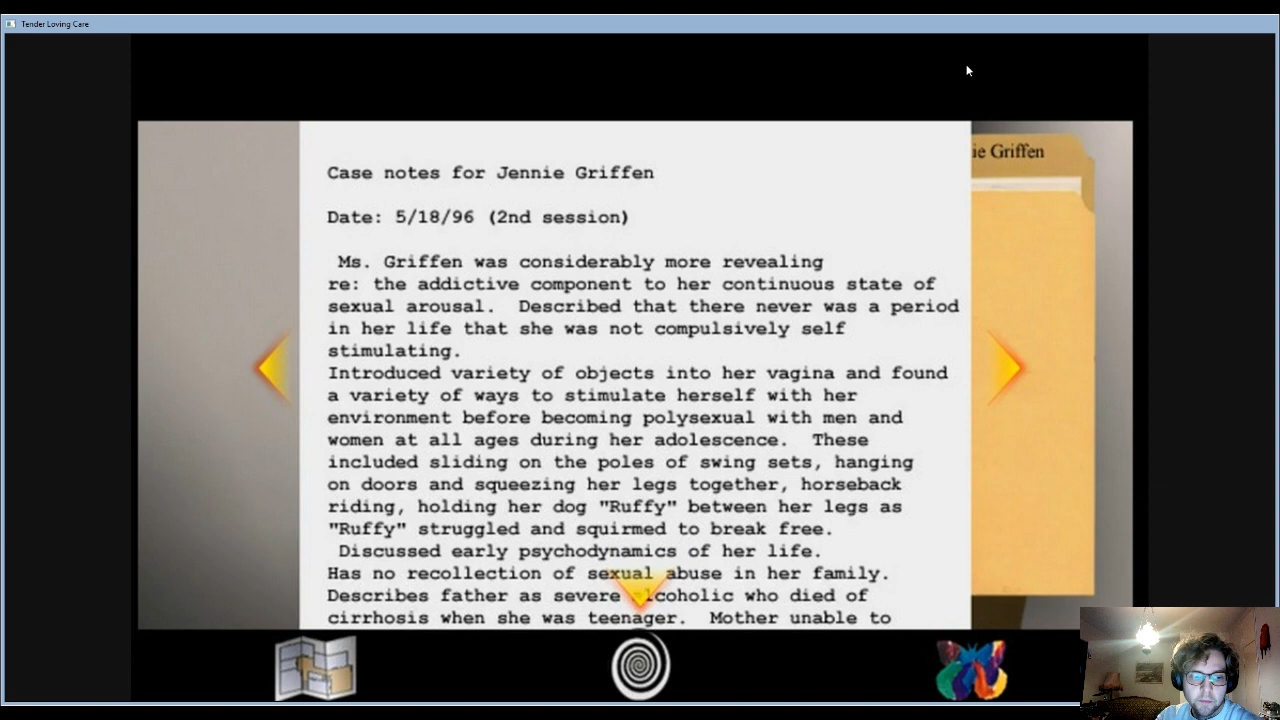 Tender Loving Care
ie Griffen
Case notes for Jennie Griffen
Date: 5/18/96 (2nd session)
Ms. Griffen was considerably more revealing
re: the addictive component to her continuous state of
sexual arousal. Described that there never was a period
in her life that she was not compulsively self
stimulating.
Introduced variety of objects into her vagina and found
a variety of ways to stimulate herself with her
environment before becoming polysexual with men and
women at all ages during her adolescence. These
included sliding on the poles of swing sets, hanging
on doors and squeezing her legs together, horseback
riding, holding her dog "Ruffy" between her legs as
"Ruffy" struggled and squirmed to break free.
Discussed early psychodynamics of her life.
Has no recollection of sexual abuse in her family.
Describes father as severe alcoholic who died of
cirrhosis when she was teenager. Mother unable to